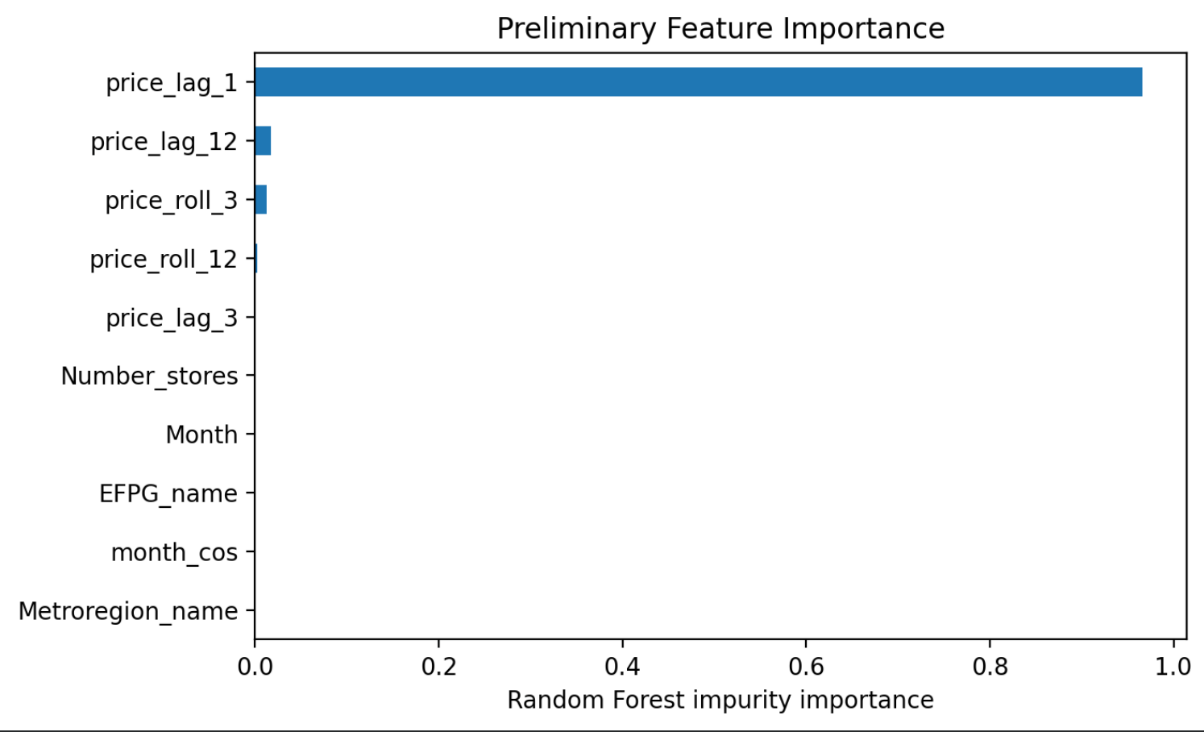 Preliminary Feature Importance
price_lag_1
price_lag_12
price_roll_3
price_roll_12
price_lag_3
Number_stores
Month
EFPG_name
month_cos
Metroregion_name
0.0 0.2 0.4 0.6 0.8 1.0
Random Forest impurity importance